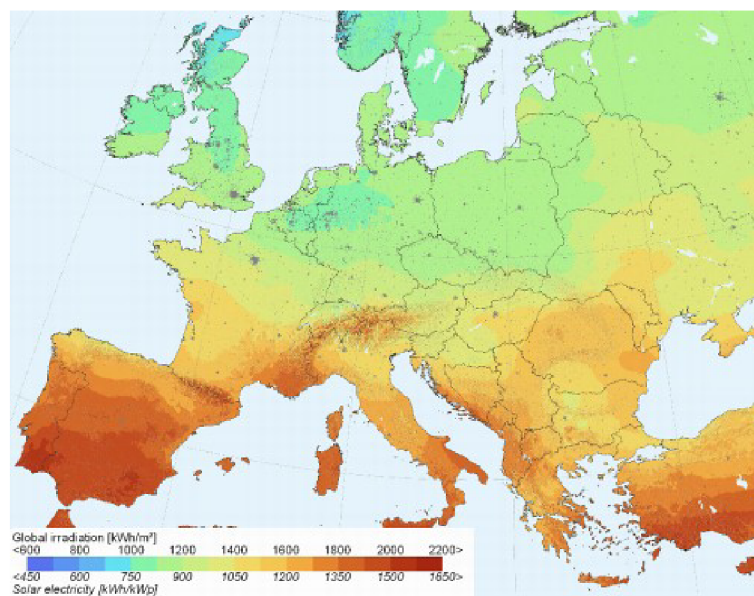 Global irradiation [kWh/m²]
<600 800 1000 1200 1400 1600 1800 2000 2200>
<450 600 750 900 1050 1200 1350 1500 1650>
Solar electricity [kWh/kWp]